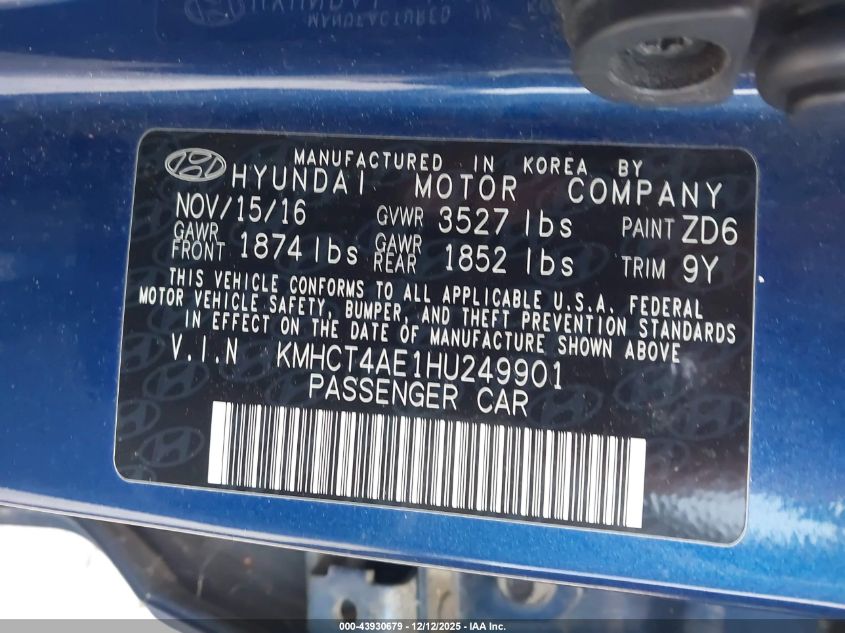 MANUFACTURED IN KOREA BY
HYUNDAI MOTOR COMPANY
NOV/15/16 GVWR 3527 lbs PAINT ZD6
GAWR FRONT 1874 lbs GAWR REAR 1852 lbs TRIM 9Y
THIS VEHICLE CONFORMS TO ALL APPLICABLE U.S.A. FEDERAL
MOTOR VEHICLE SAFETY, BUMPER, AND THEFT PREVENTION STANDARDS
IN EFFECT ON THE DATE OF MANUFACTURE SHOWN ABOVE
V.I.N KMHCT4AE1HU249901
PASSENGER CAR
000-43930679 - 12/12/2025 - IAA Inc.